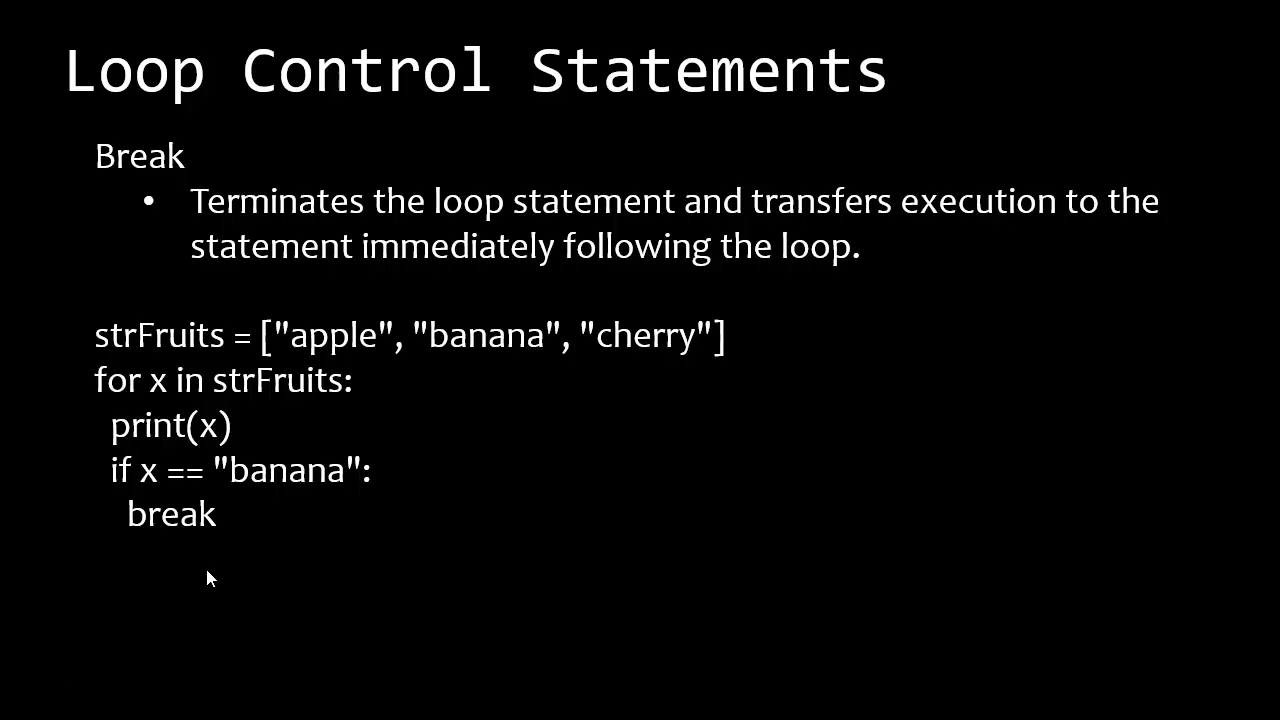 Loop Control Statements
Break
• Terminates the loop statement and transfers execution to the
statement immediately following the loop.
strFruits = ["apple", "banana", "cherry"]
for x in strFruits:
  print(x)
  if x == "banana":
    break